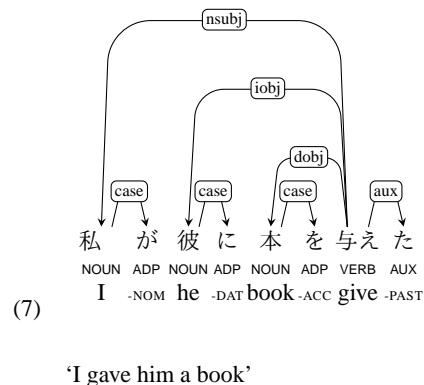 nsubj
iobj
dobj
case case case aux
私 が 彼 に 本 を 与え た
NOUN ADP NOUN ADP NOUN ADP VERB AUX
I -NOM he -DAT book -ACC give -PAST
(7)
‘I gave him a book’